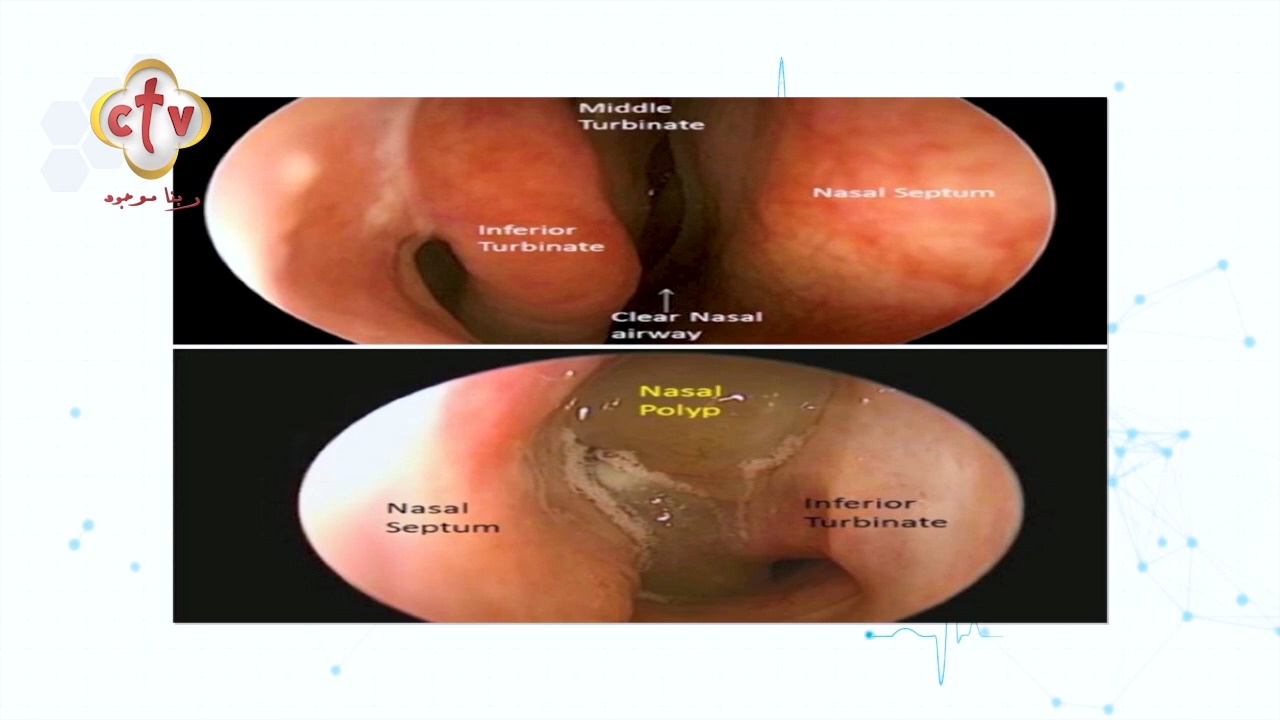 ctv
ربنا موجود
Middle
Turbinate
Nasal Septum
Inferior
Turbinate
Clear Nasal
airway
Nasal
Polyp
Nasal
Septum
Inferior
Turbinate